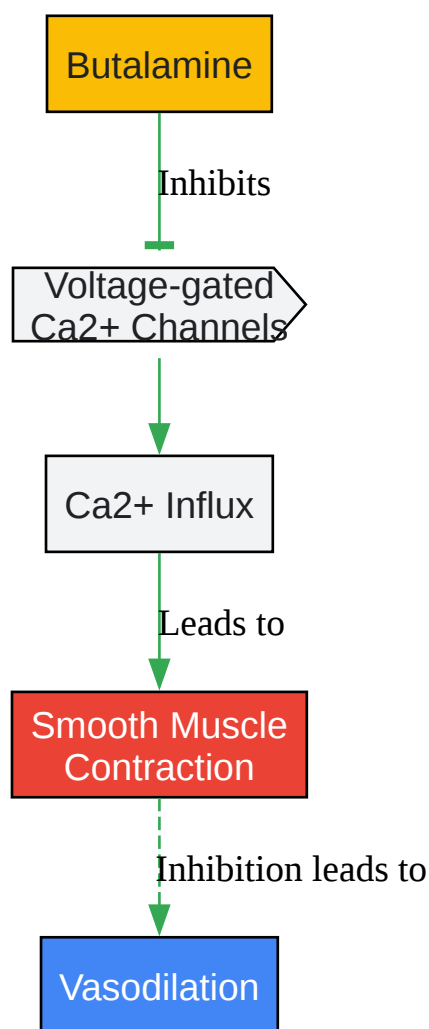 Butalamine
Inhibits
Voltage-gated
Ca2+ Channels
Ca2+ Influx
Leads to
Smooth Muscle
Contraction
Inhibition leads to
Vasodilation